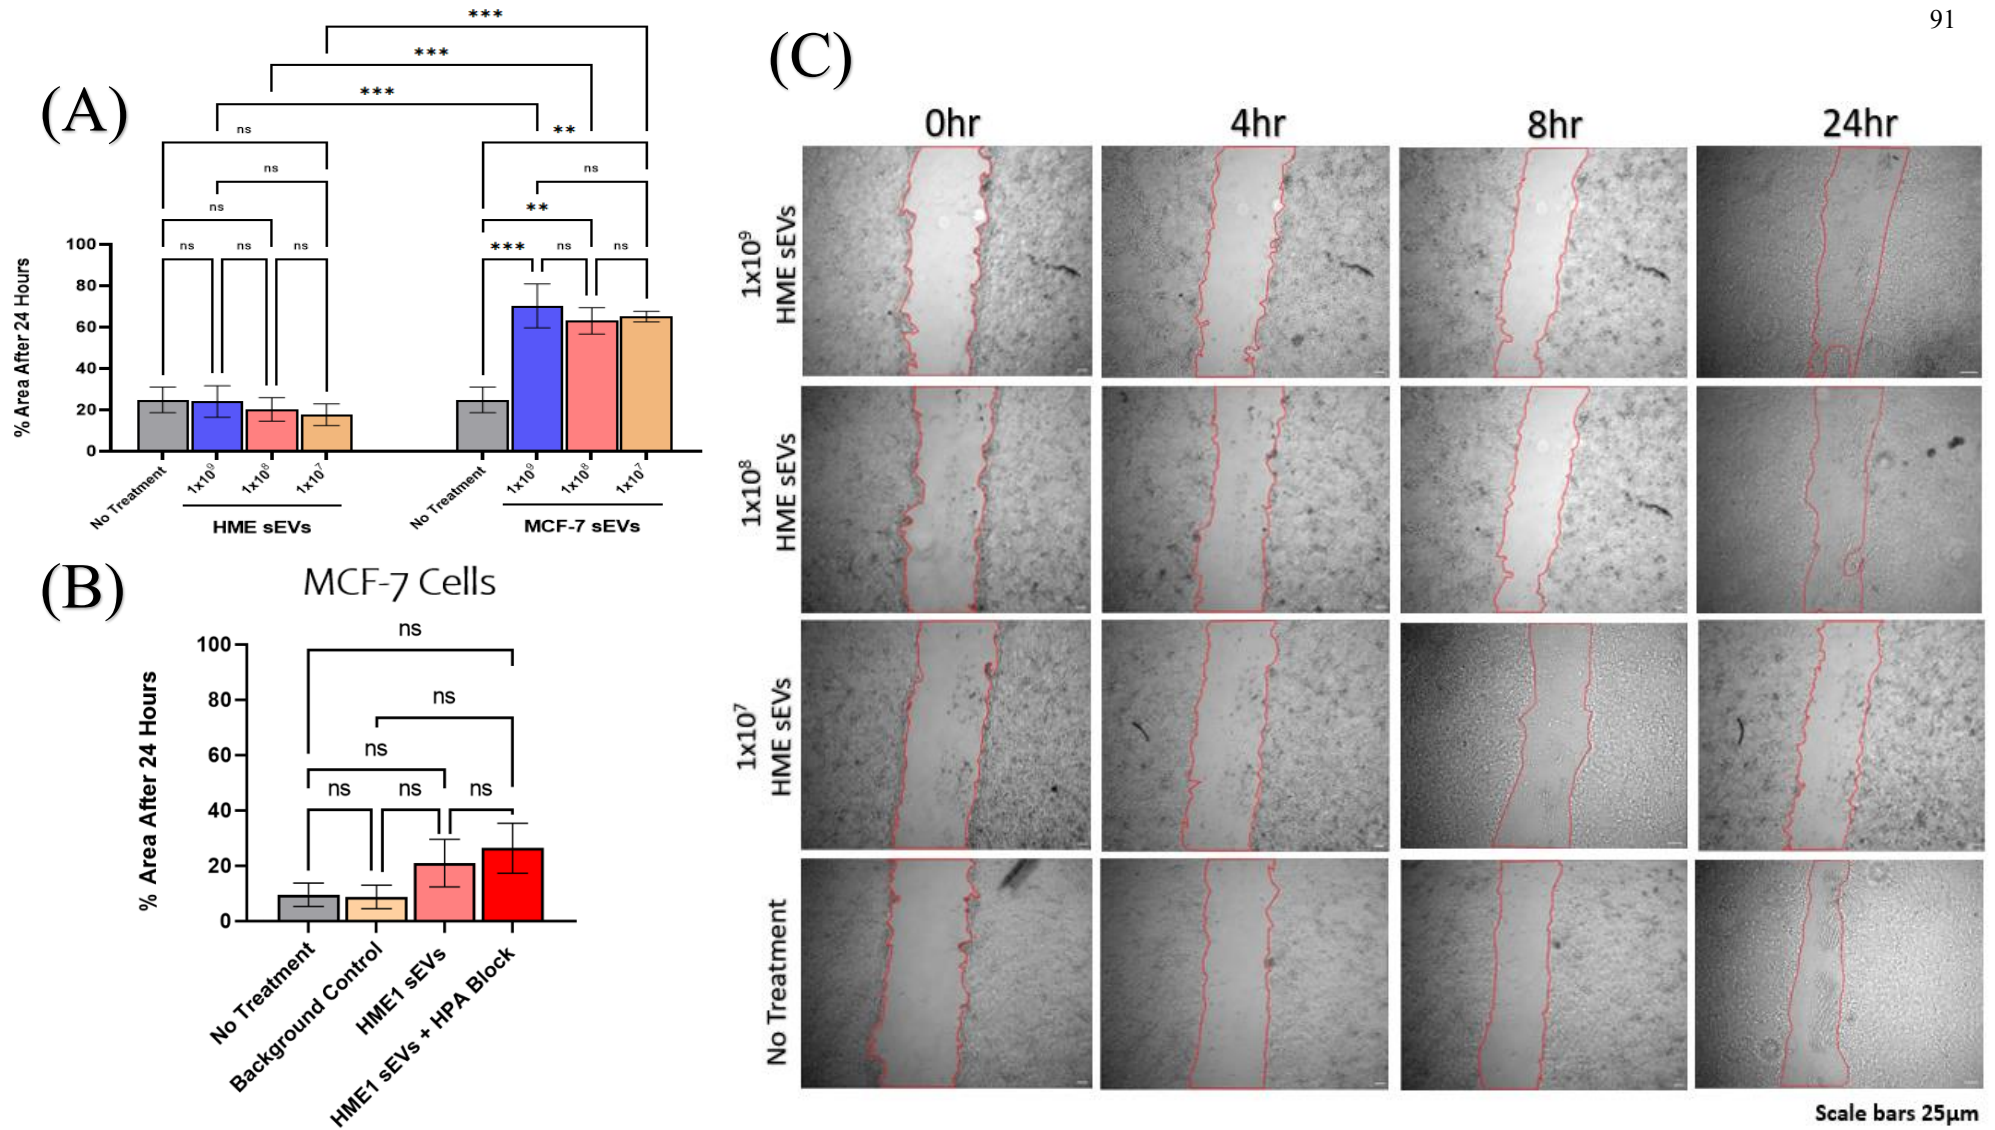 91
(A)
***
***
***
ns
**
ns
ns
ns
**
ns
ns
ns
***
ns
ns
% Area After 24 Hours
100
80
60
40
20
0
No Treatment
1x10⁹
1x10⁸
1x10⁷
No Treatment
1x10⁹
1x10⁸
1x10⁷
HME sEVs
MCF-7 sEVs
(B)
MCF-7 Cells
ns
ns
ns
ns
ns
ns
% Area After 24 Hours
100
80
60
40
20
0
No Treatment
Background Control
HME1 sEVs
HME1 sEVs + HPA Block
(C)
0hr
4hr
8hr
24hr
1x10⁹
HME sEVs
1x10⁸
HME sEVs
1x10⁷
HME sEVs
No Treatment
Scale bars 25µm